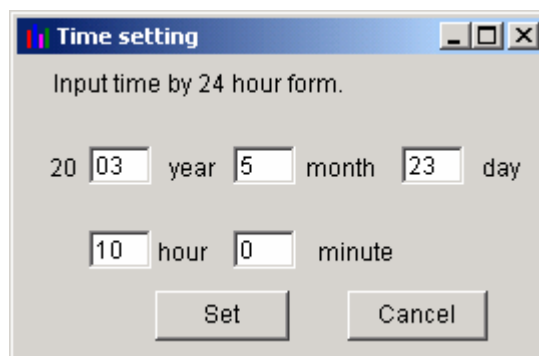 Time setting
Input time by 24 hour form.
20 03 year 5 month 23 day
10 hour 0 minute
Set Cancel